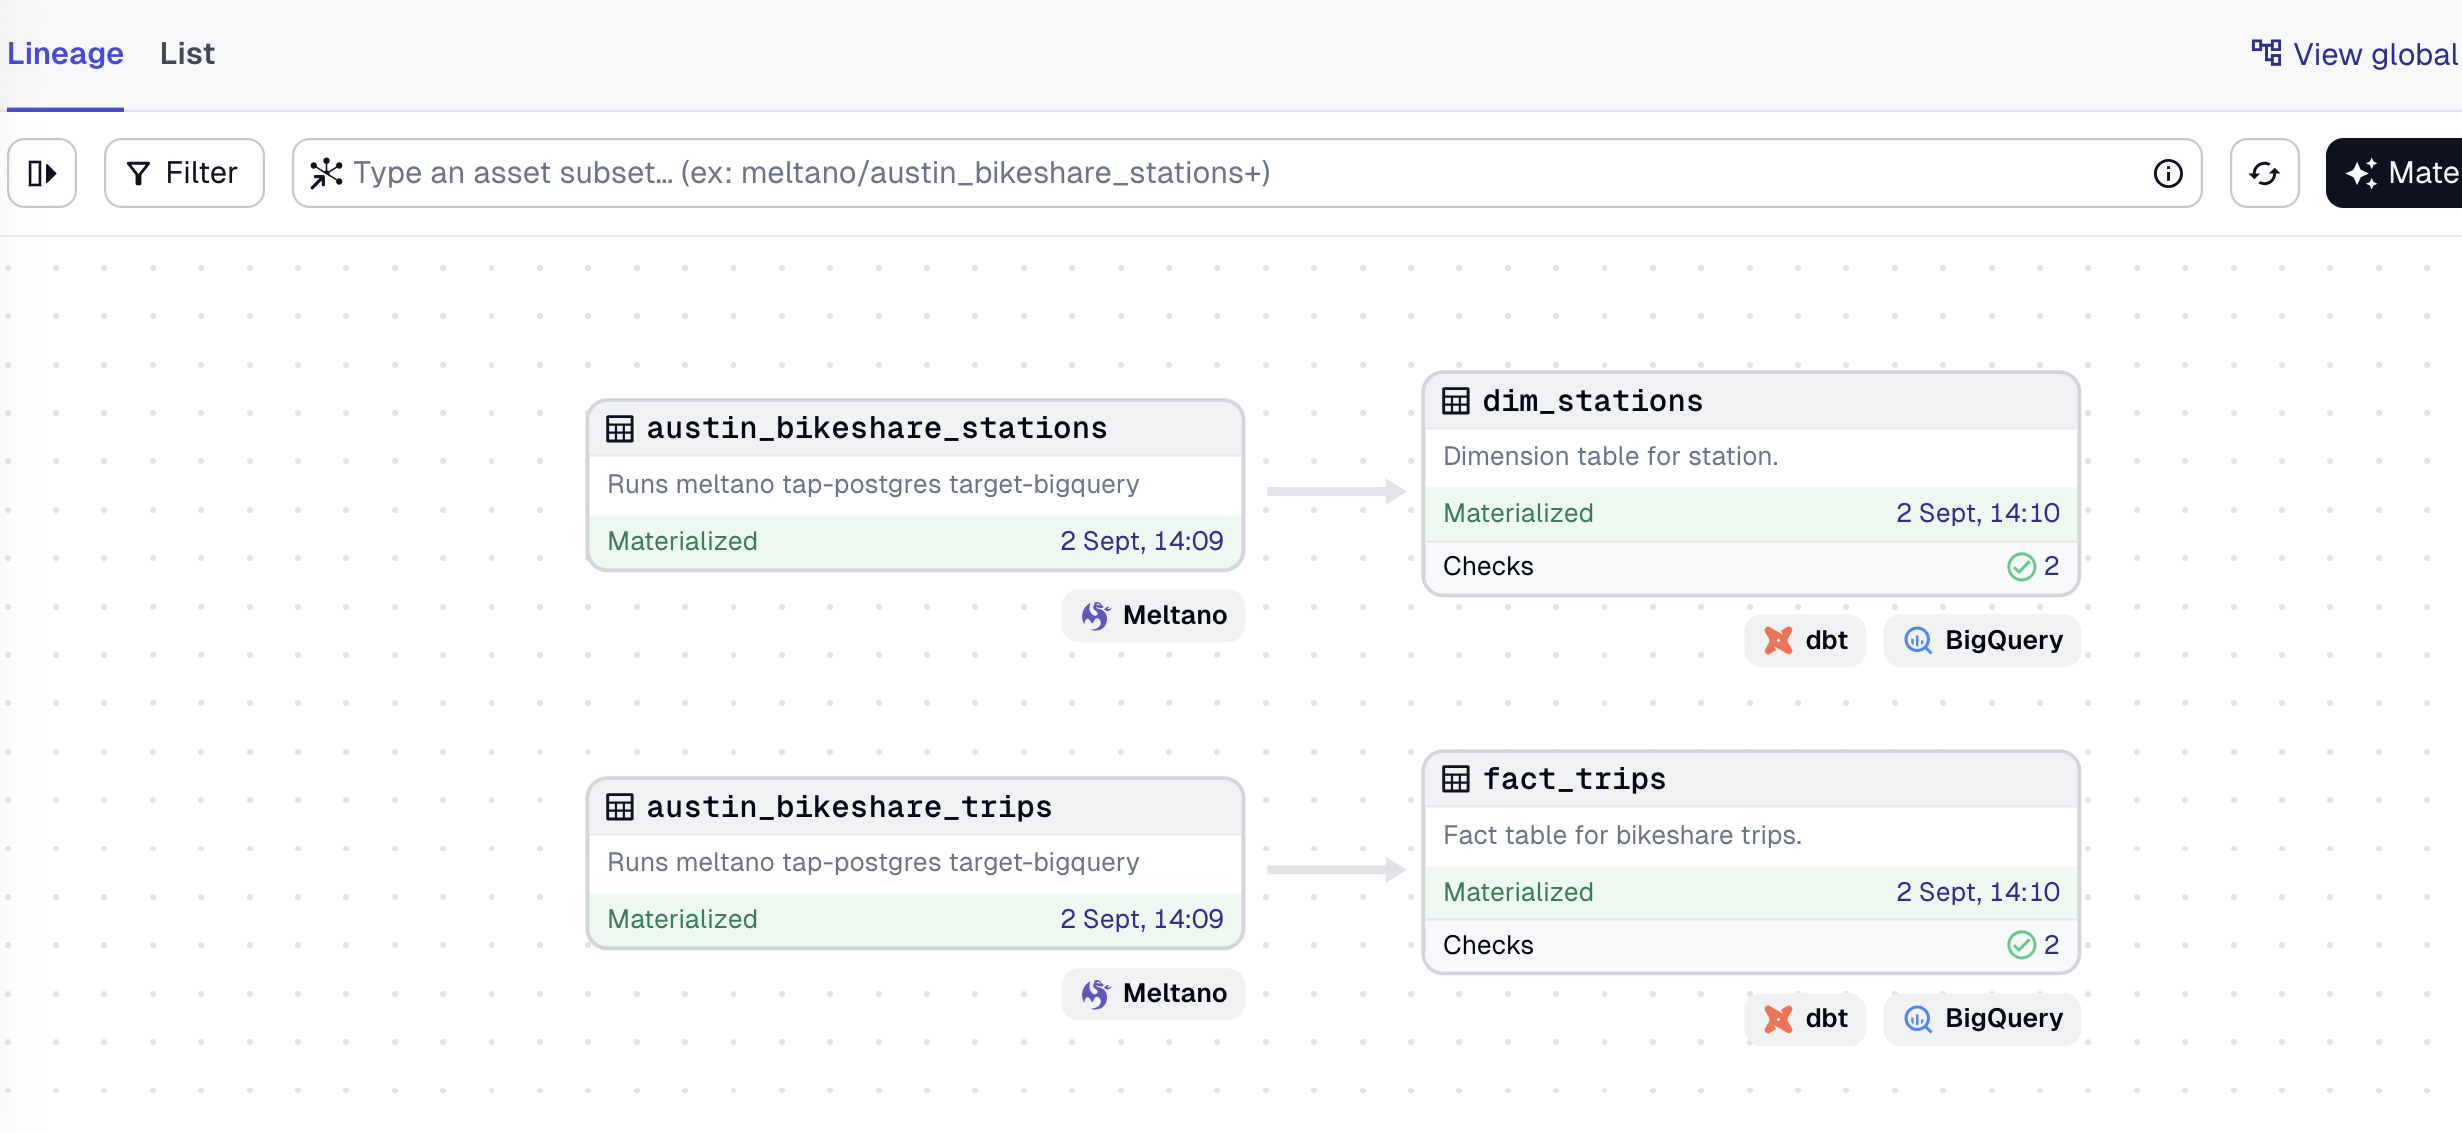 Lineage List View global
Filter Type an asset subset... (ex: meltano/austin_bikeshare_stations+) Mate
austin_bikeshare_stations
Runs meltano tap-postgres target-bigquery
Materialized 2 Sept, 14:09
Meltano
dim_stations
Dimension table for station.
Materialized 2 Sept, 14:10
Checks 2
dbt BigQuery
austin_bikeshare_trips
Runs meltano tap-postgres target-bigquery
Materialized 2 Sept, 14:09
Meltano
fact_trips
Fact table for bikeshare trips.
Materialized 2 Sept, 14:10
Checks 2
dbt BigQuery